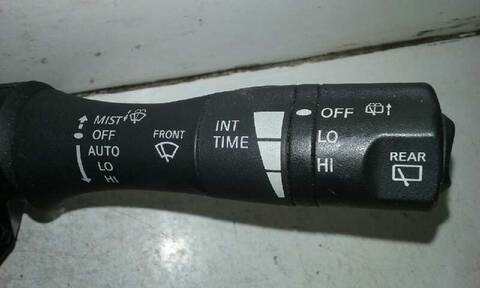 MIST
OFF
AUTO
LO
HI
FRONT
INT
TIME
OFF
LO
HI
REAR